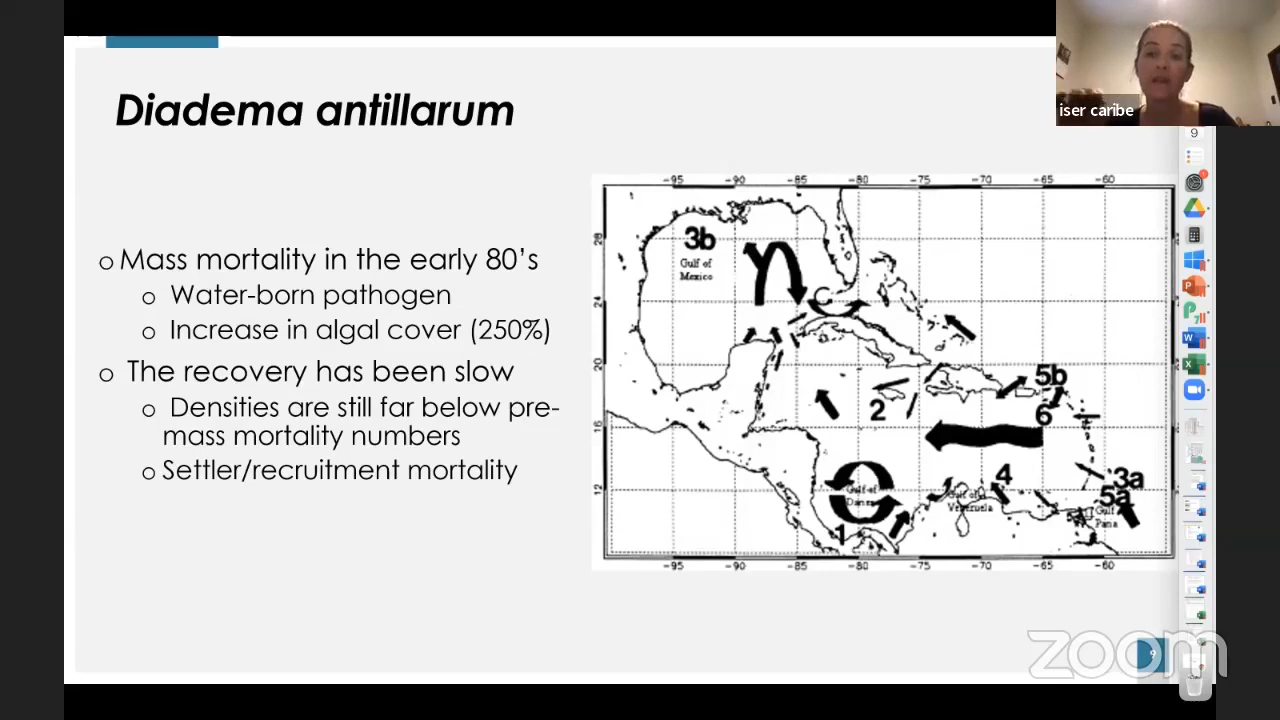 Diadema antillarum
iser caribe
9
o Mass mortality in the early 80's
o Water-born pathogen
o Increase in algal cover (250%)
o The recovery has been slow
o Densities are still far below pre-
mass mortality numbers
o Settler/recruitment mortality
-95 -90 -85 -80 -75 -70 -65 -60
28
24
20
16
12
3b
Gulf of
Mexico
C
5b
2
6
4
3a
5a
Gulf of
Gulf of
Venezuela
Gulf
Paria
1
-95 -90 -85 -80 -75 -70 -65 -60
zoom
9